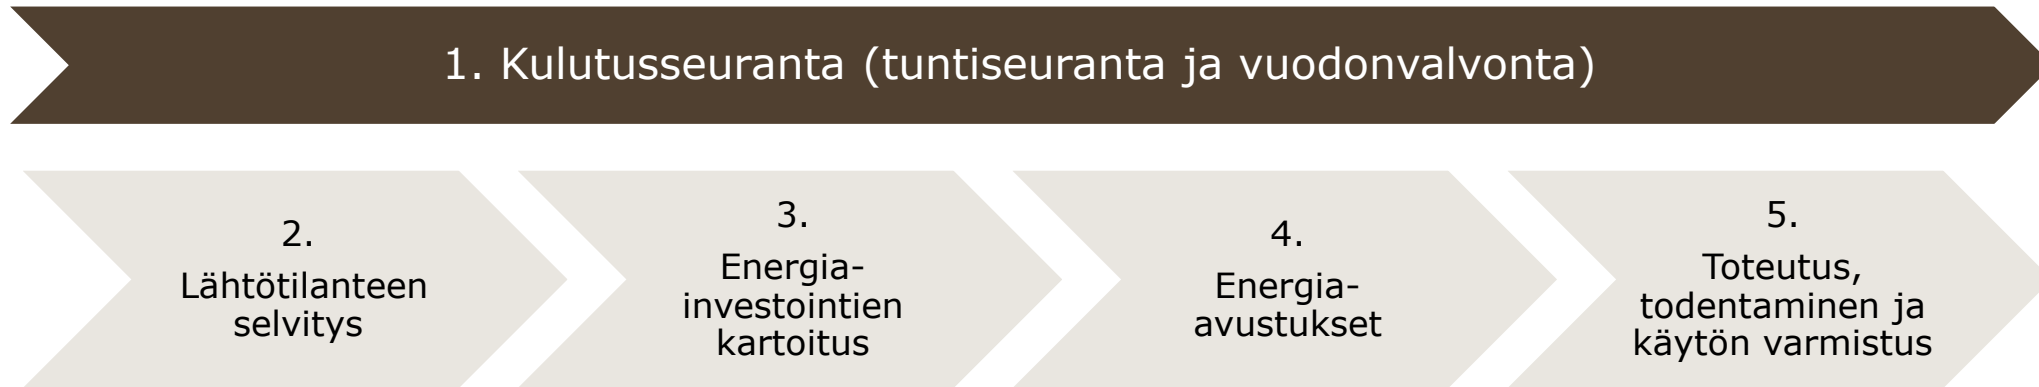 1. Kulutusseuranta (tuntiseuranta ja vuodonvalvonta)
2.
Lähtötilanteen
selvitys
3.
Energia-
investointien
kartoitus
4.
Energia-
avustukset
5.
Toteutus,
todentaminen ja
käytön varmistus